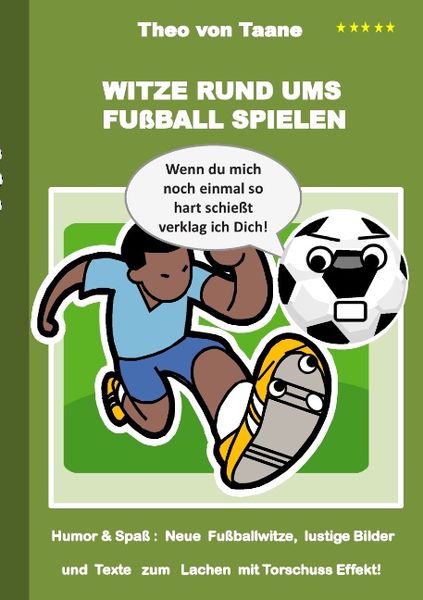 Theo von Taane
WITZE RUND UMS
FUßBALL SPIELEN
Wenn du mich
noch einmal so
hart schießt
verklag ich Dich!
Humor & Spaß : Neue Fußballwitze, lustige Bilder
und Texte zum Lachen mit Torschuss Effekt!